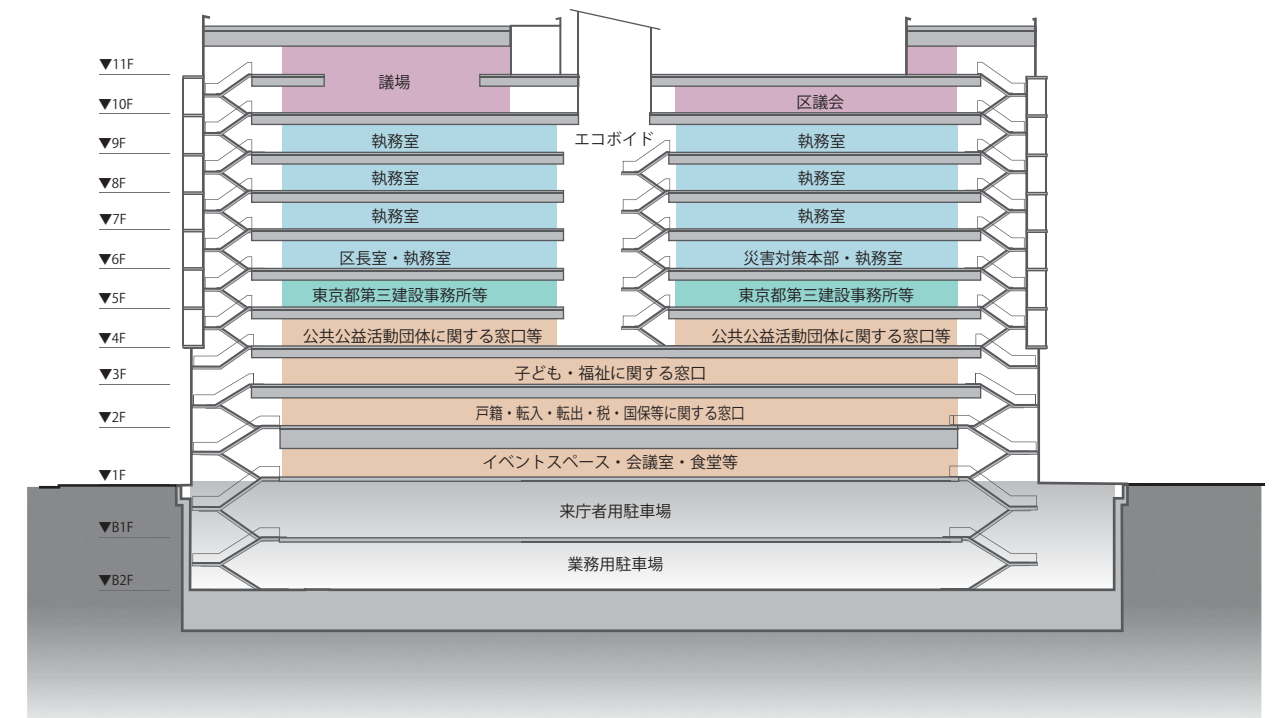 ▼11F
議場
▼10F
区議会
エコボイド
▼9F
執務室
執務室
▼8F
執務室
執務室
▼7F
執務室
執務室
▼6F
区長室・執務室
災害対策本部・執務室
▼5F
東京都第三建設事務所等
東京都第三建設事務所等
▼4F
公共公益活動団体に関する窓口等
公共公益活動団体に関する窓口等
▼3F
子ども・福祉に関する窓口
▼2F
戸籍・転入・転出・税・国保等に関する窓口
▼1F
イベントスペース・会議室・食堂等
▼B1F
来庁者用駐車場
▼B2F
業務用駐車場